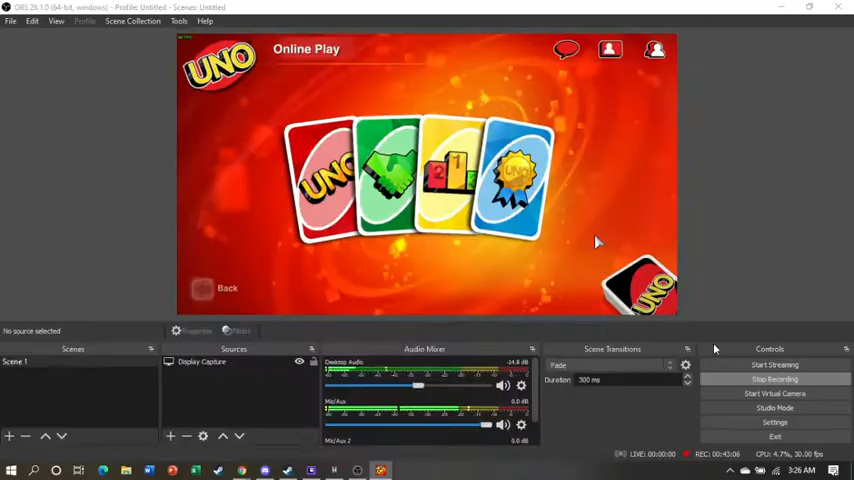 OBS 26.1.0 (64-bit, windows) - Profile: Untitled - Scenes: Untitled
File Edit View Profile Scene Collection Tools Help
UNO
Online Play
UNO
2 1
Back
UNO
No source selected
Properties
Filters
Scenes
Sources
Audio Mixer
Scene Transitions
Controls
Scene 1
Display Capture
Desktop Audio
-14.8 dB
Mic/Aux
0.0 dB
Mic/Aux 2
0.0 dB
Fade
Duration 300 ms
Start Streaming
Stop Recording
Start Virtual Camera
Studio Mode
Settings
Exit
LIVE: 00:00:00
REC: 00:43:06
CPU: 4.7%, 30.00 fps
3:26 AM